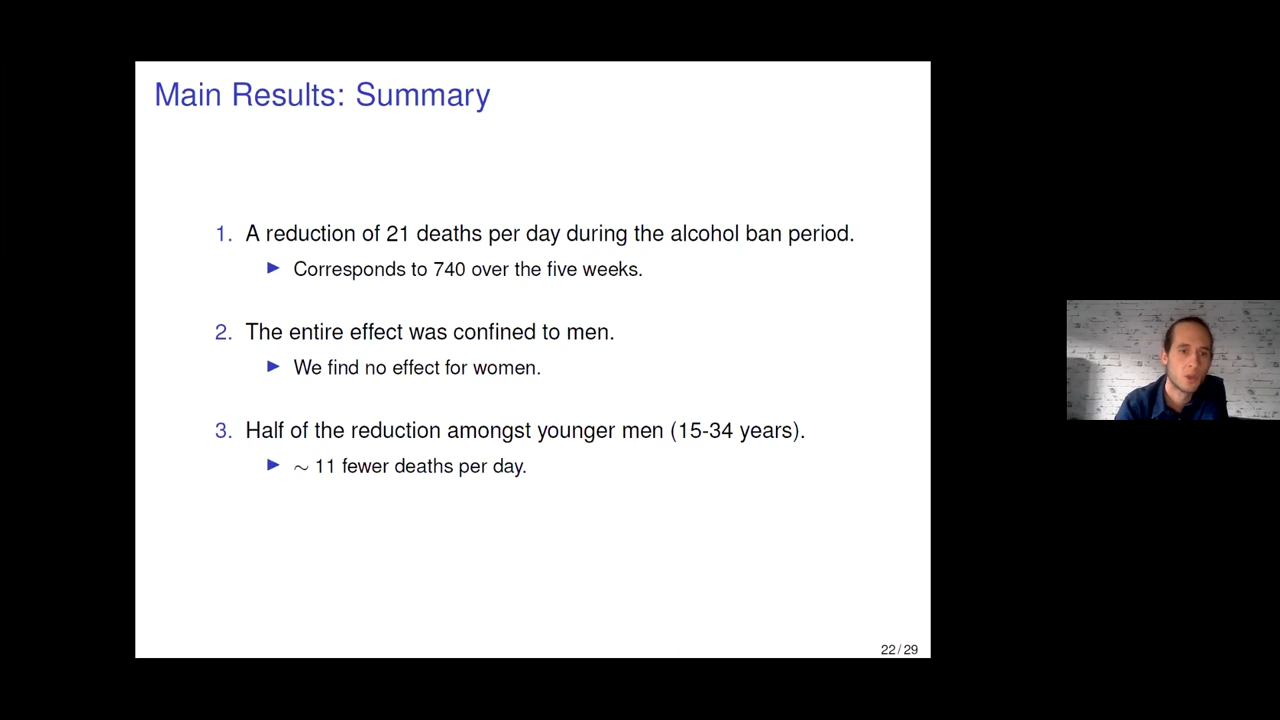 Main Results: Summary
1. A reduction of 21 deaths per day during the alcohol ban period.
▶ Corresponds to 740 over the five weeks.
2. The entire effect was confined to men.
▶ We find no effect for women.
3. Half of the reduction amongst younger men (15-34 years).
▶ ∼ 11 fewer deaths per day.
22 / 29